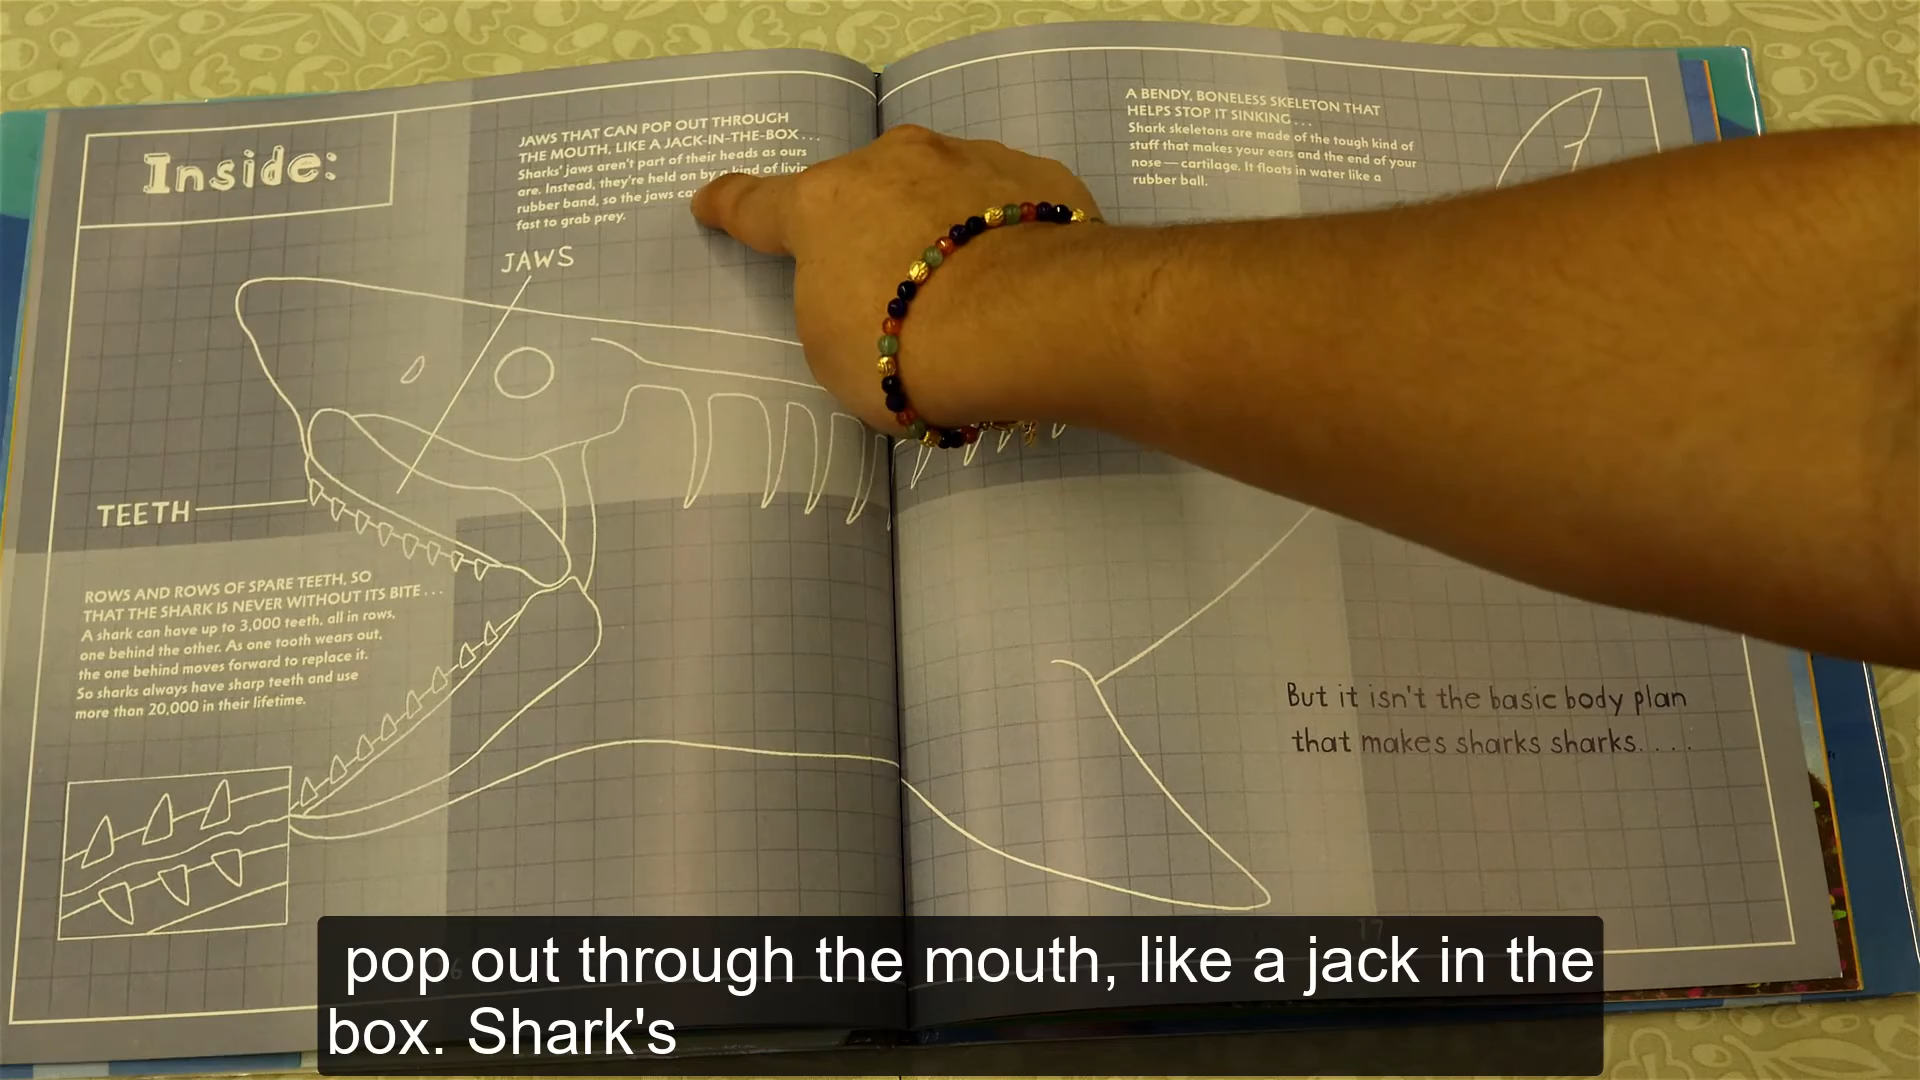 Inside:
JAWS THAT CAN POP OUT THROUGH
THE MOUTH, LIKE A JACK-IN-THE-BOX...
Sharks' jaws aren't part of their heads as ours
are. Instead, they're held on by a kind of
rubber band, so the jaws
fast to grab prey.
JAWS
TEETH
ROWS AND ROWS OF SPARE TEETH, SO
THAT THE SHARK IS NEVER WITHOUT ITS BITE...
A shark can have up to 3,000 teeth, all in rows,
one behind the other. As one tooth wears out,
the one behind moves forward to replace it.
So sharks always have sharp teeth and use
more than 20,000 in their lifetime.
A BENDY, BONELESS SKELETON THAT
HELPS STOP IT SINKING...
Shark skeletons are made of the tough kind of
stuff that makes your ears and the end of your
nose — cartilage. It floats in water like a
rubber ball.
But it isn't the basic body plan
that makes sharks sharks....
17
pop out through the mouth, like a jack in the
box. Shark's